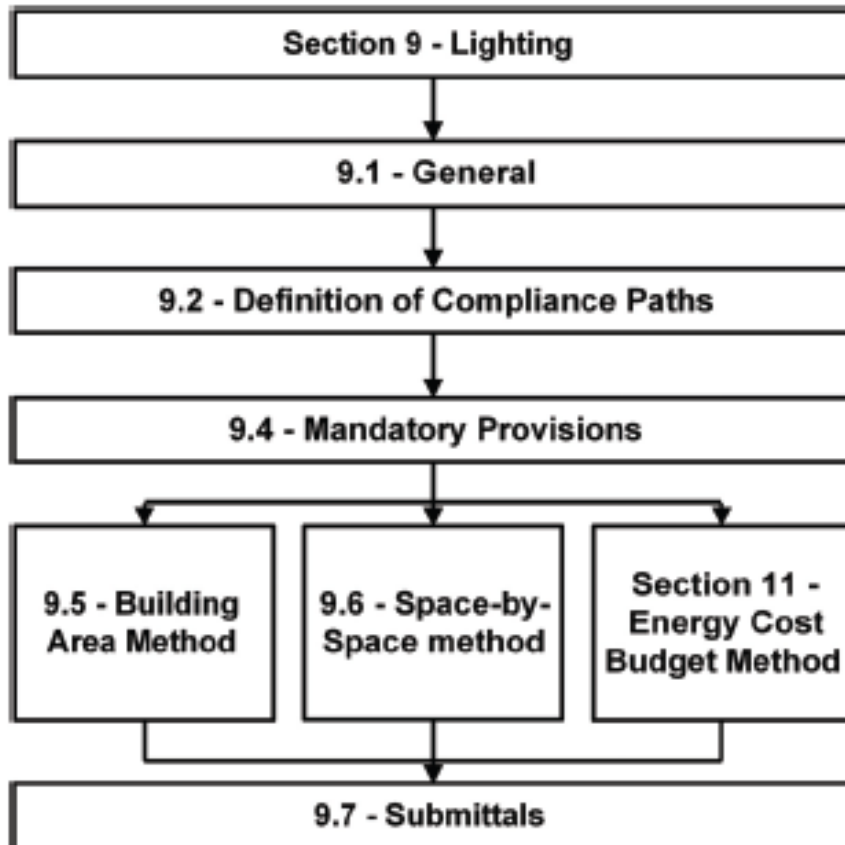 Section 9 - Lighting
9.1 - General
9.2 - Definition of Compliance Paths
9.4 - Mandatory Provisions
9.5 - Building
Area Method
9.6 - Space-by-
Space method
Section 11 -
Energy Cost
Budget Method
9.7 - Submittals